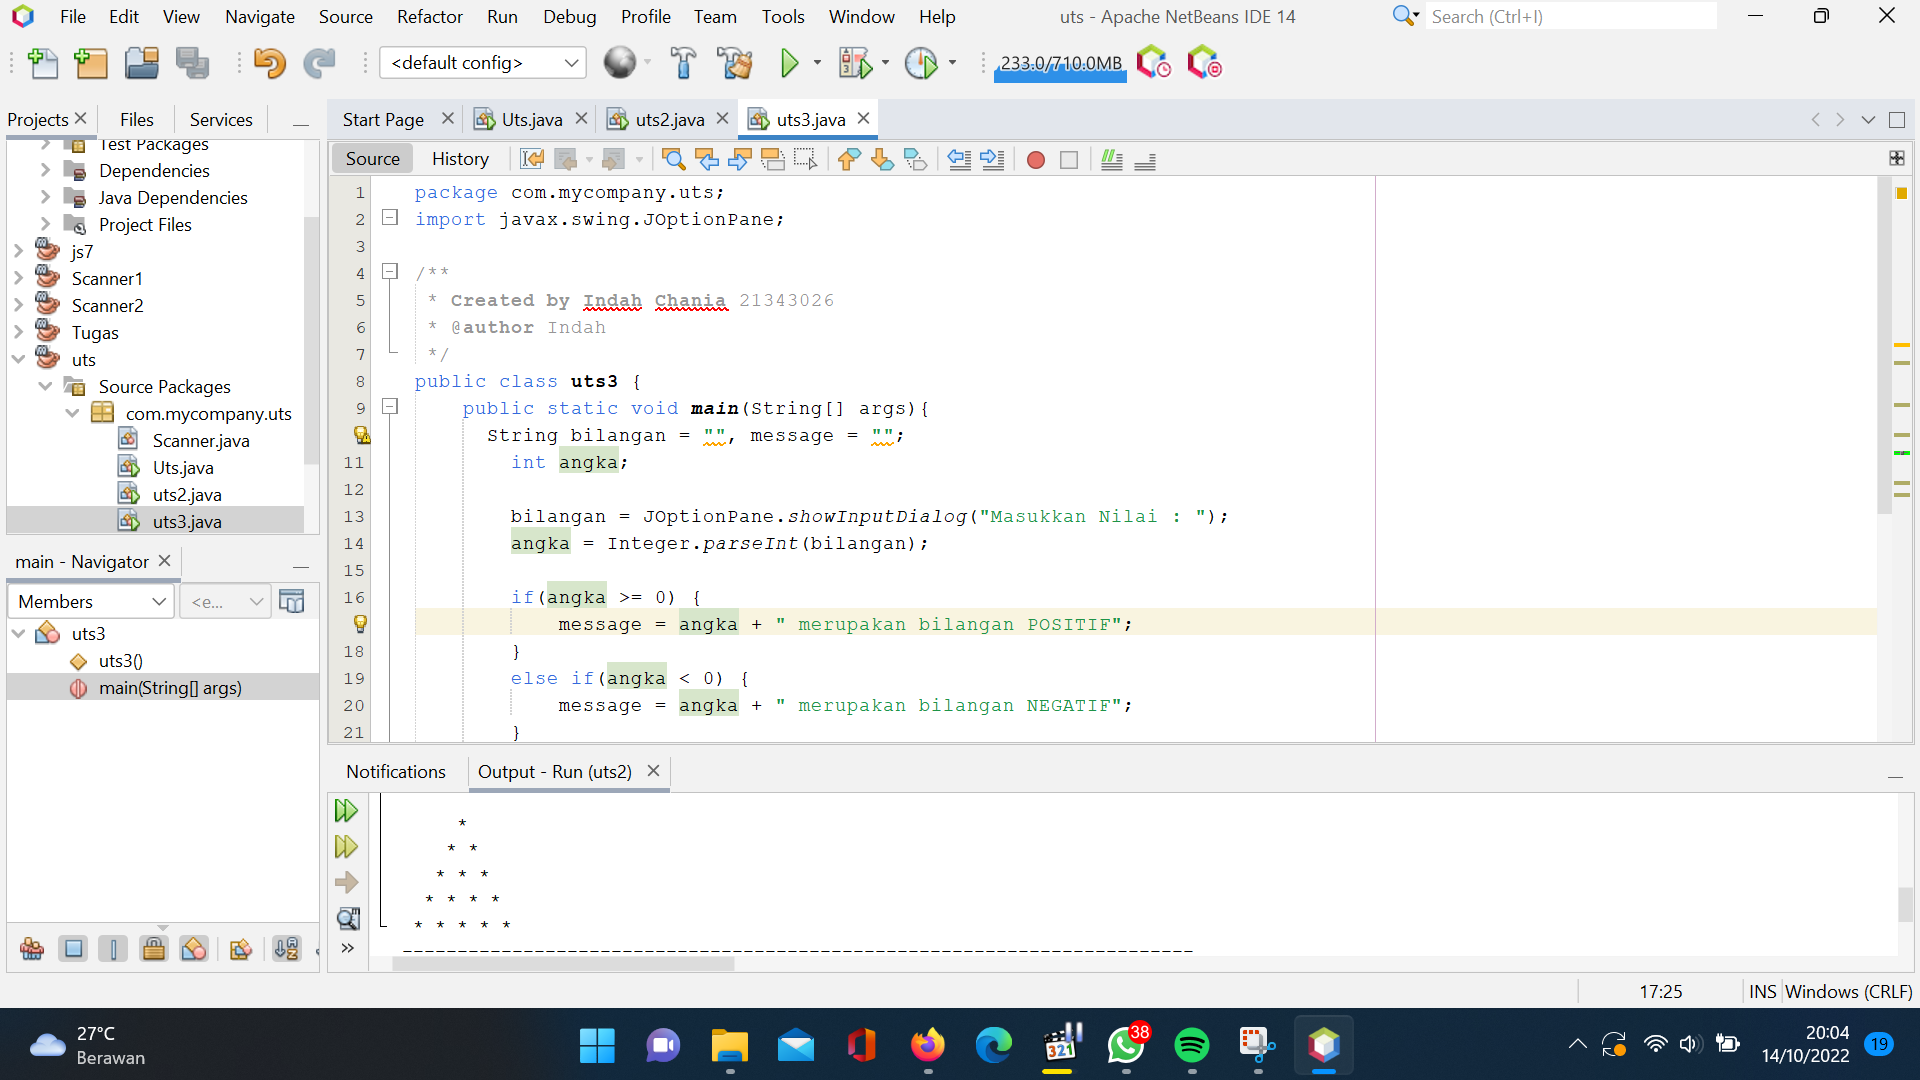 File Edit View Navigate Source Refactor Run Debug Profile Team Tools Window Help
uts - Apache NetBeans IDE 14
Search (Ctrl+I)
<default config>
233.0/710.0MB
Projects Files Services
Test Packages
Dependencies
Java Dependencies
Project Files
js7
Scanner1
Scanner2
Tugas
uts
Source Packages
com.mycompany.uts
Scanner.java
Uts.java
uts2.java
uts3.java
main - Navigator
Members <e...
uts3
uts3()
main(String[] args)
Start Page Uts.java uts2.java uts3.java
Source History
1 package com.mycompany.uts;
2 import javax.swing.JOptionPane;
3
4 /**
5 * Created by Indah Chania 21343026
6 * @author Indah
7 */
8 public class uts3 {
9 public static void main(String[] args){
String bilangan = "", message = "";
11 int angka;
12
13 bilangan = JOptionPane.showInputDialog("Masukkan Nilai : ");
14 angka = Integer.parseInt(bilangan);
15
16 if(angka >= 0) {
message = angka + " merupakan bilangan POSITIF";
18 }
19 else if(angka < 0) {
20 message = angka + " merupakan bilangan NEGATIF";
21 }
Notifications Output - Run (uts2)
*
* *
* * *
* * * *
* * * * *
------------------------------------------------------------------------
17:25 INS Windows (CRLF)
27°C
Berawan
321
38
20:04
14/10/2022
19